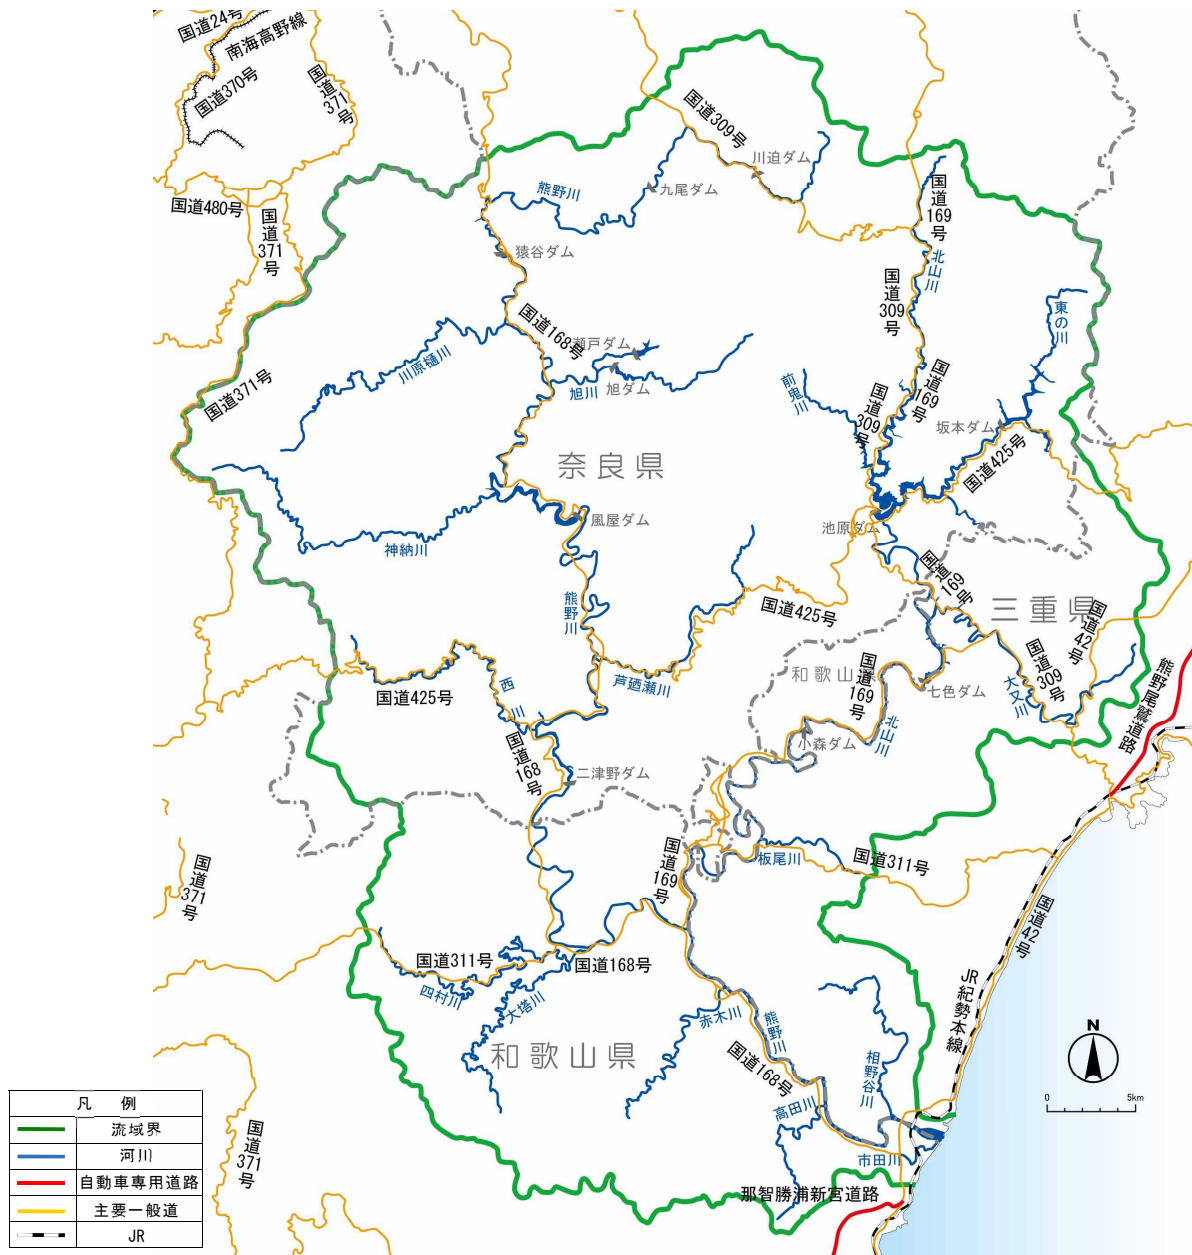 国道24号
南海高野線
国道370号
国道371号
国道309号
川迫ダム
熊野川
九尾ダム
国道480号
国道371号
国道169号
猿谷ダム
北山川
国道309号
東の川
国道168号
瀬戸ダム
川原樋川
旭川
旭ダム
前鬼川
国道169号
国道371号
国道309号
坂本ダム
国道425号
奈良県
風屋ダム
池原ダム
神納川
国道169号
熊野川
国道425号
三重県
国道42号
和歌山県
国道169号
国道309号
熊野尾鷲道路
芦廼瀬川
西川
国道425号
七色ダム
大又川
北山川
小森ダム
国道168号
二津野ダム
国道169号
板尾川
国道311号
国道371号
国道42号
国道311号
国道168号
四村川
大塔川
JR紀勢本線
赤木川
熊野川
和歌山県
国道168号
相野谷川
高田川
N
0 5km
市田川
国道371号
那智勝浦新宮道路
凡 例
流域界
河川
自動車専用道路
主要一般道
JR